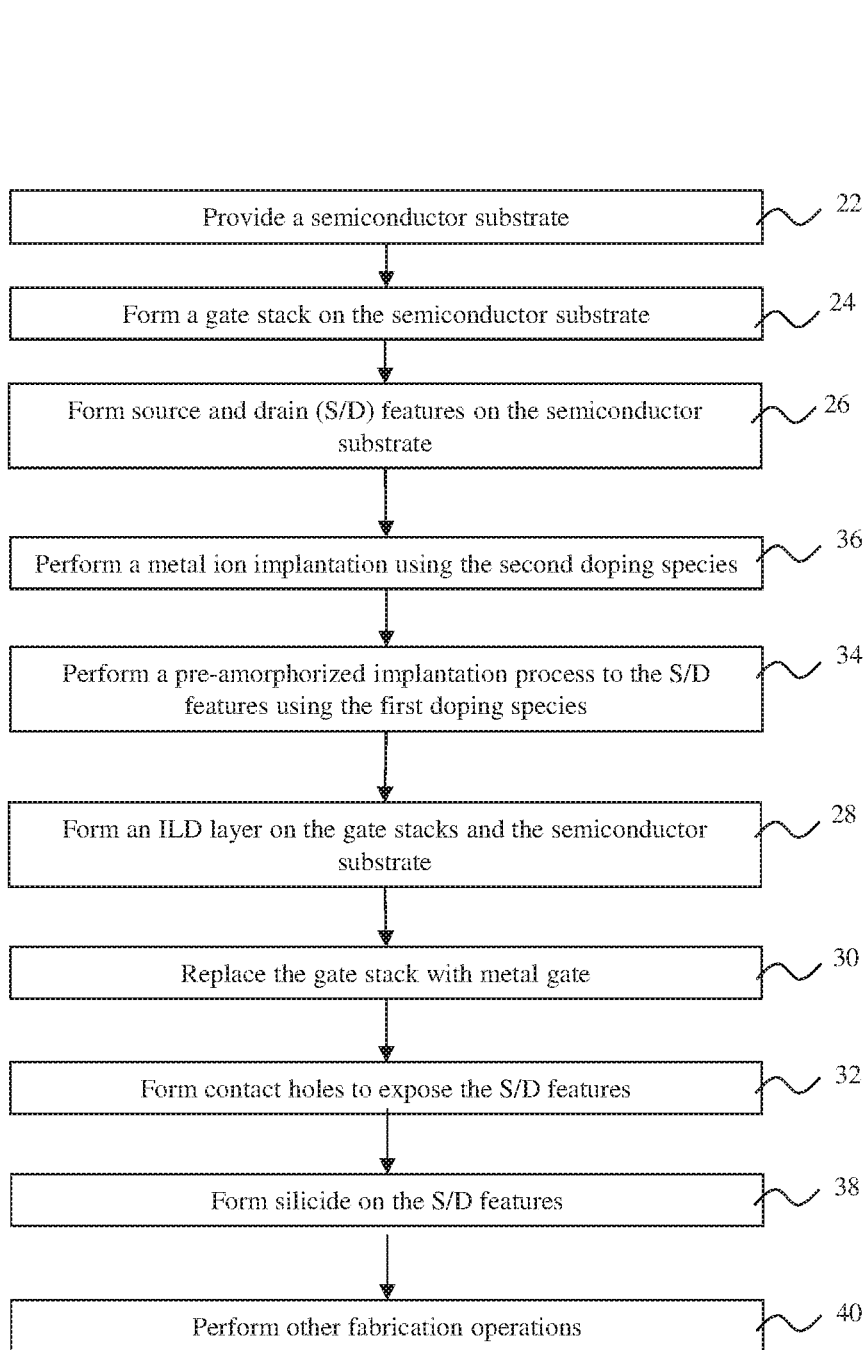 Provide a semiconductor substrate
22
Form a gate stack on the semiconductor substrate
24
Form source and drain (S/D) features on the semiconductor
substrate
26
Perform a metal ion implantation using the second doping species
36
Perform a pre-amorphorized implantation process to the S/D
features using the first doping species
34
Form an ILD layer on the gate stacks and the semiconductor
substrate
28
Replace the gate stack with metal gate
30
Form contact holes to expose the S/D features
32
Form silicide on the S/D features
38
Perform other fabrication operations
40